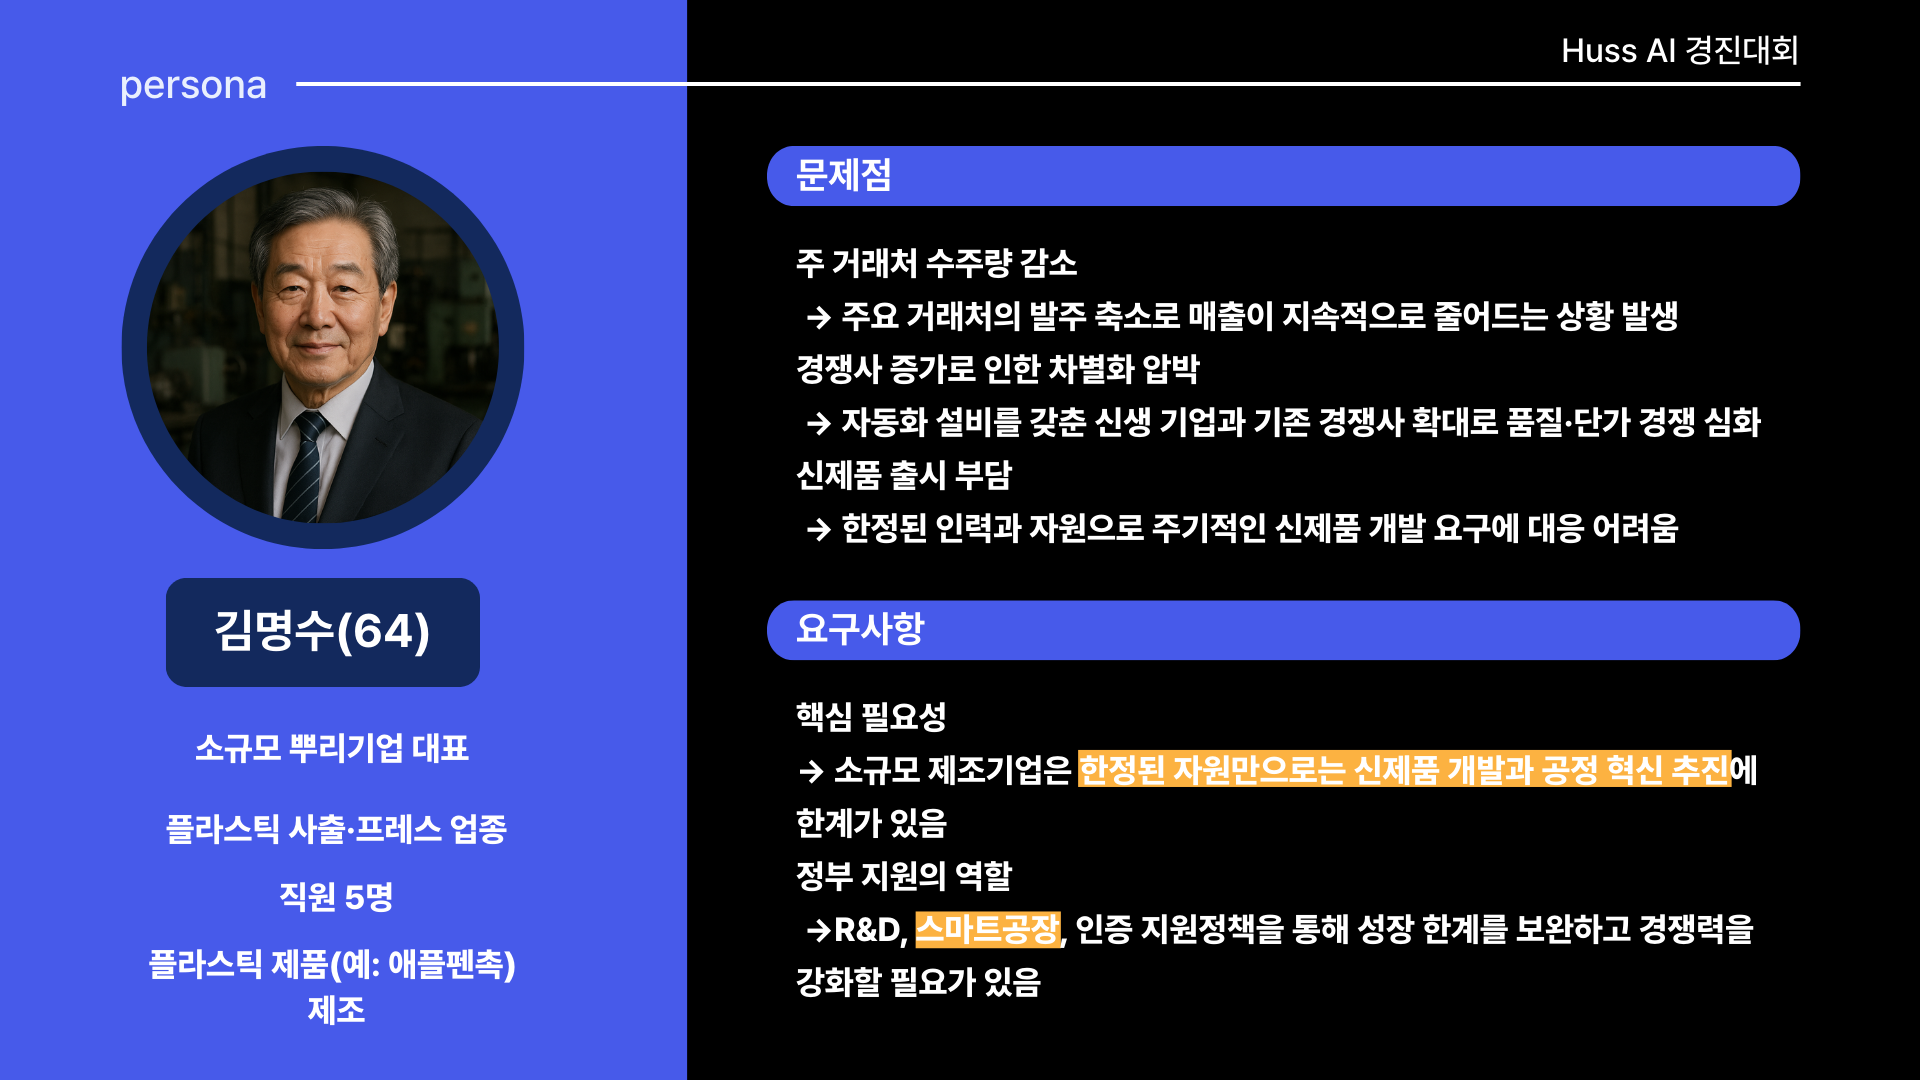 persona
Huss AI 경진대회
김명수(64)
소규모 뿌리기업 대표
플라스틱 사출·프레스 업종
직원 5명
플라스틱 제품(예: 애플펜촉)
제조
문제점
주 거래처 수주량 감소
→ 주요 거래처의 발주 축소로 매출이 지속적으로 줄어드는 상황 발생
경쟁사 증가로 인한 차별화 압박
→ 자동화 설비를 갖춘 신생 기업과 기존 경쟁사 확대로 품질·단가 경쟁 심화
신제품 출시 부담
→ 한정된 인력과 자원으로 주기적인 신제품 개발 요구에 대응 어려움
요구사항
핵심 필요성
→ 소규모 제조기업은 한정된 자원만으로는 신제품 개발과 공정 혁신 추진에
한계가 있음
정부 지원의 역할
→R&D, 스마트공장, 인증 지원정책을 통해 성장 한계를 보완하고 경쟁력을
강화할 필요가 있음